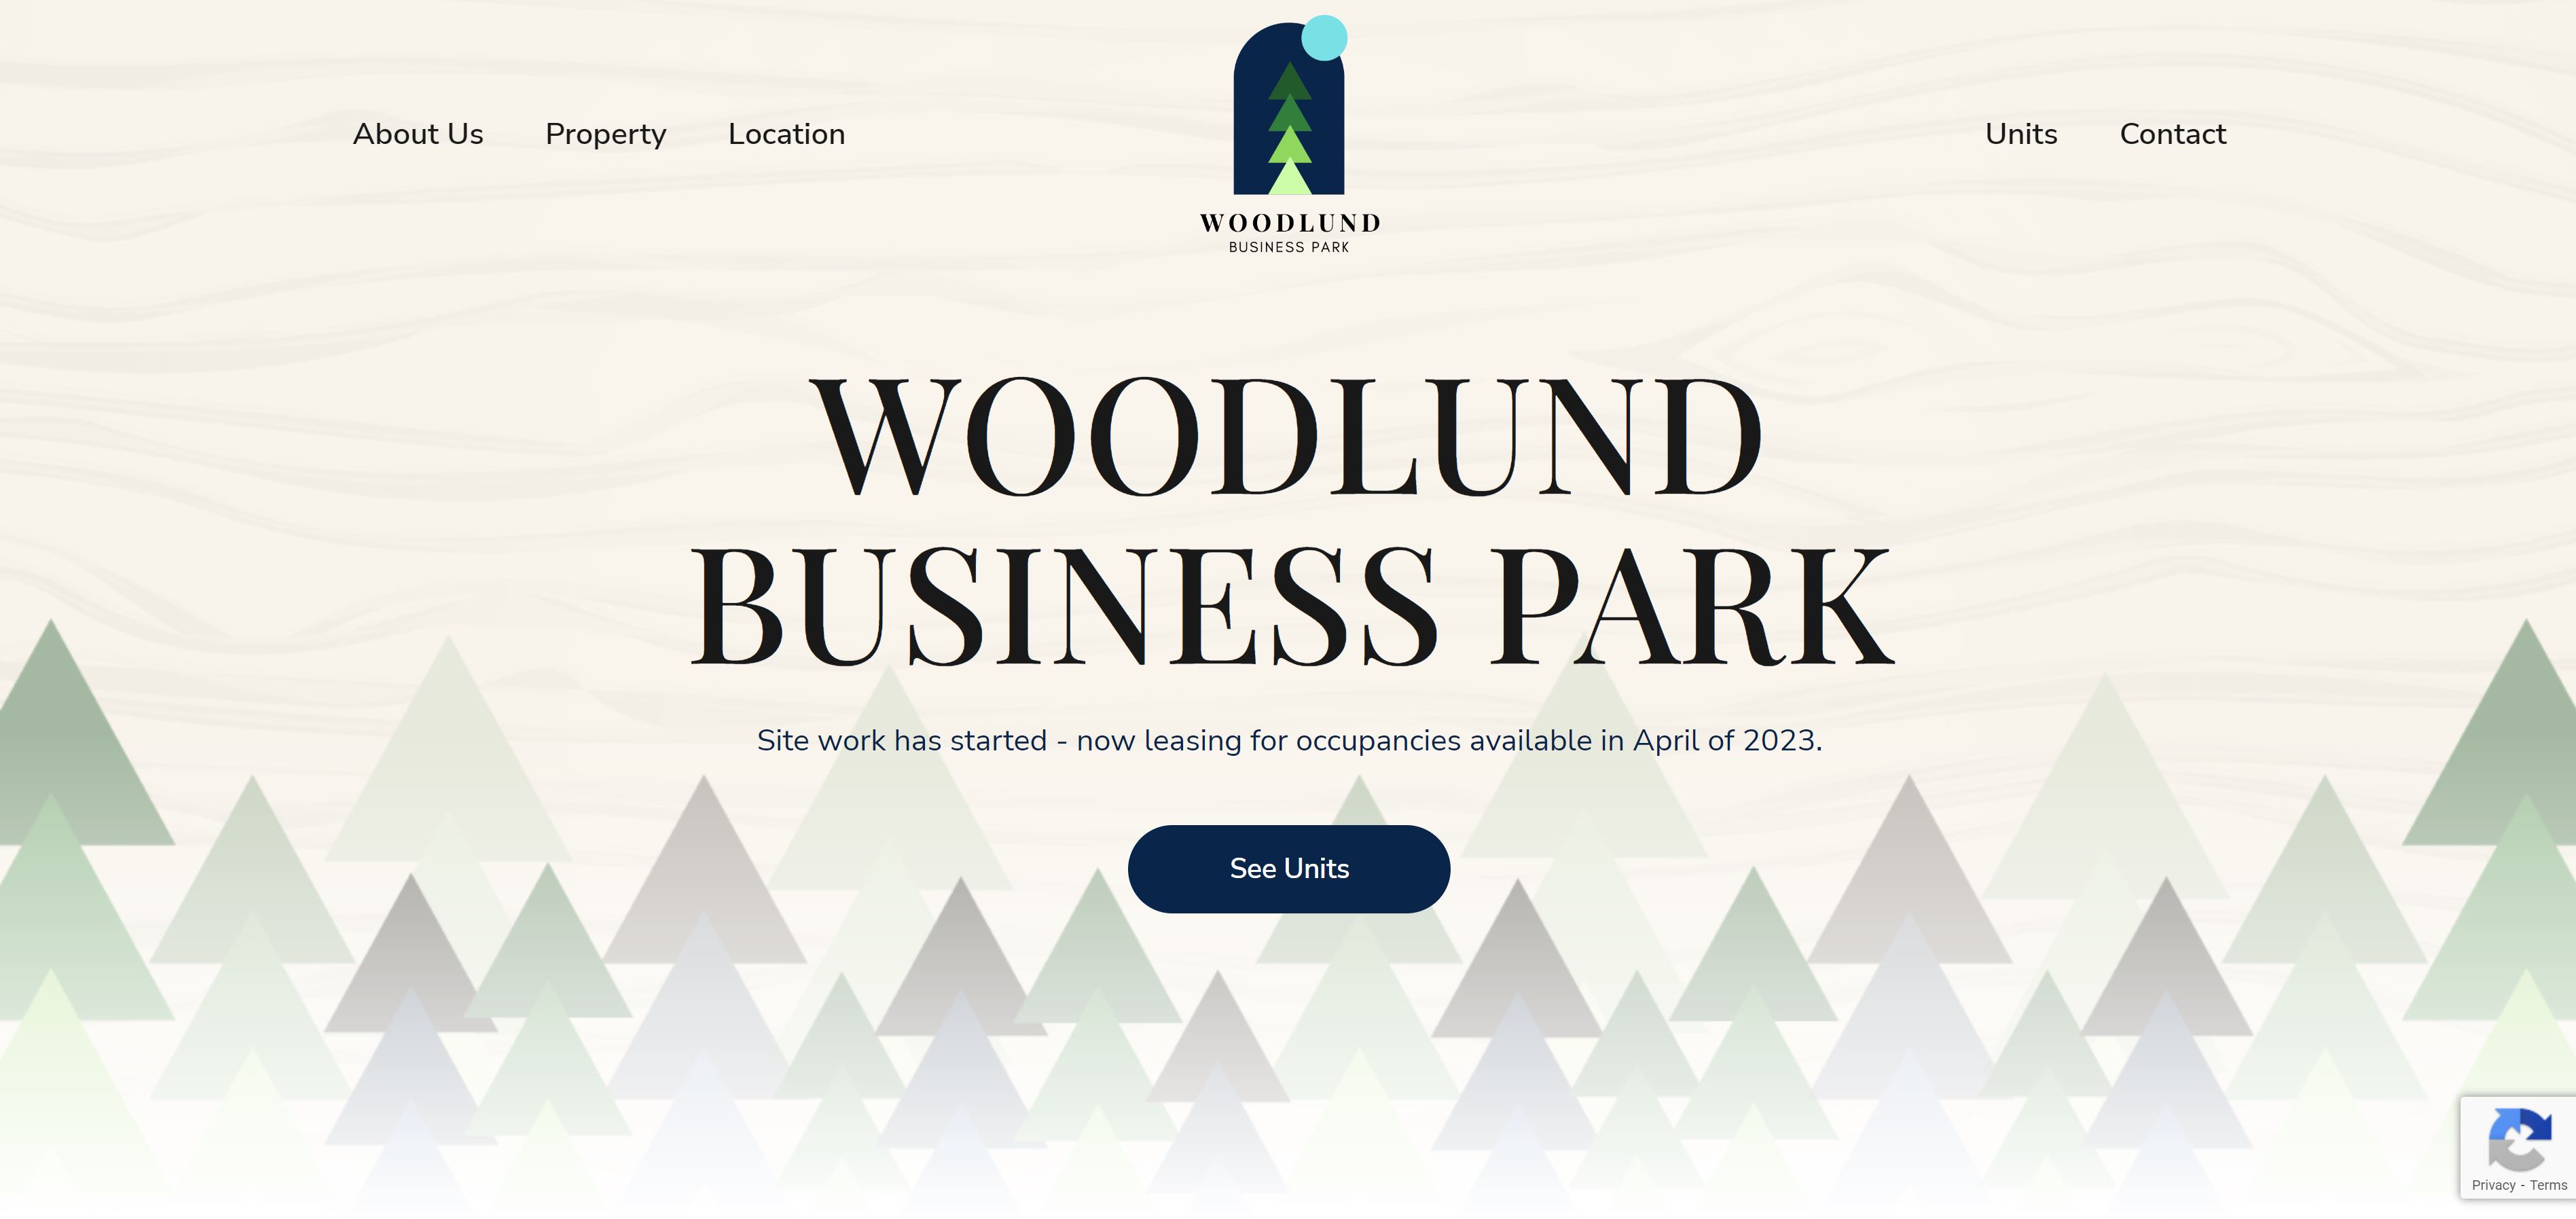 About Us
Property
Location
WOODLUND
BUSINESS PARK
Units
Contact
WOODLUND
BUSINESS PARK
Site work has started - now leasing for occupancies available in April of 2023.
See Units
Privacy - Terms